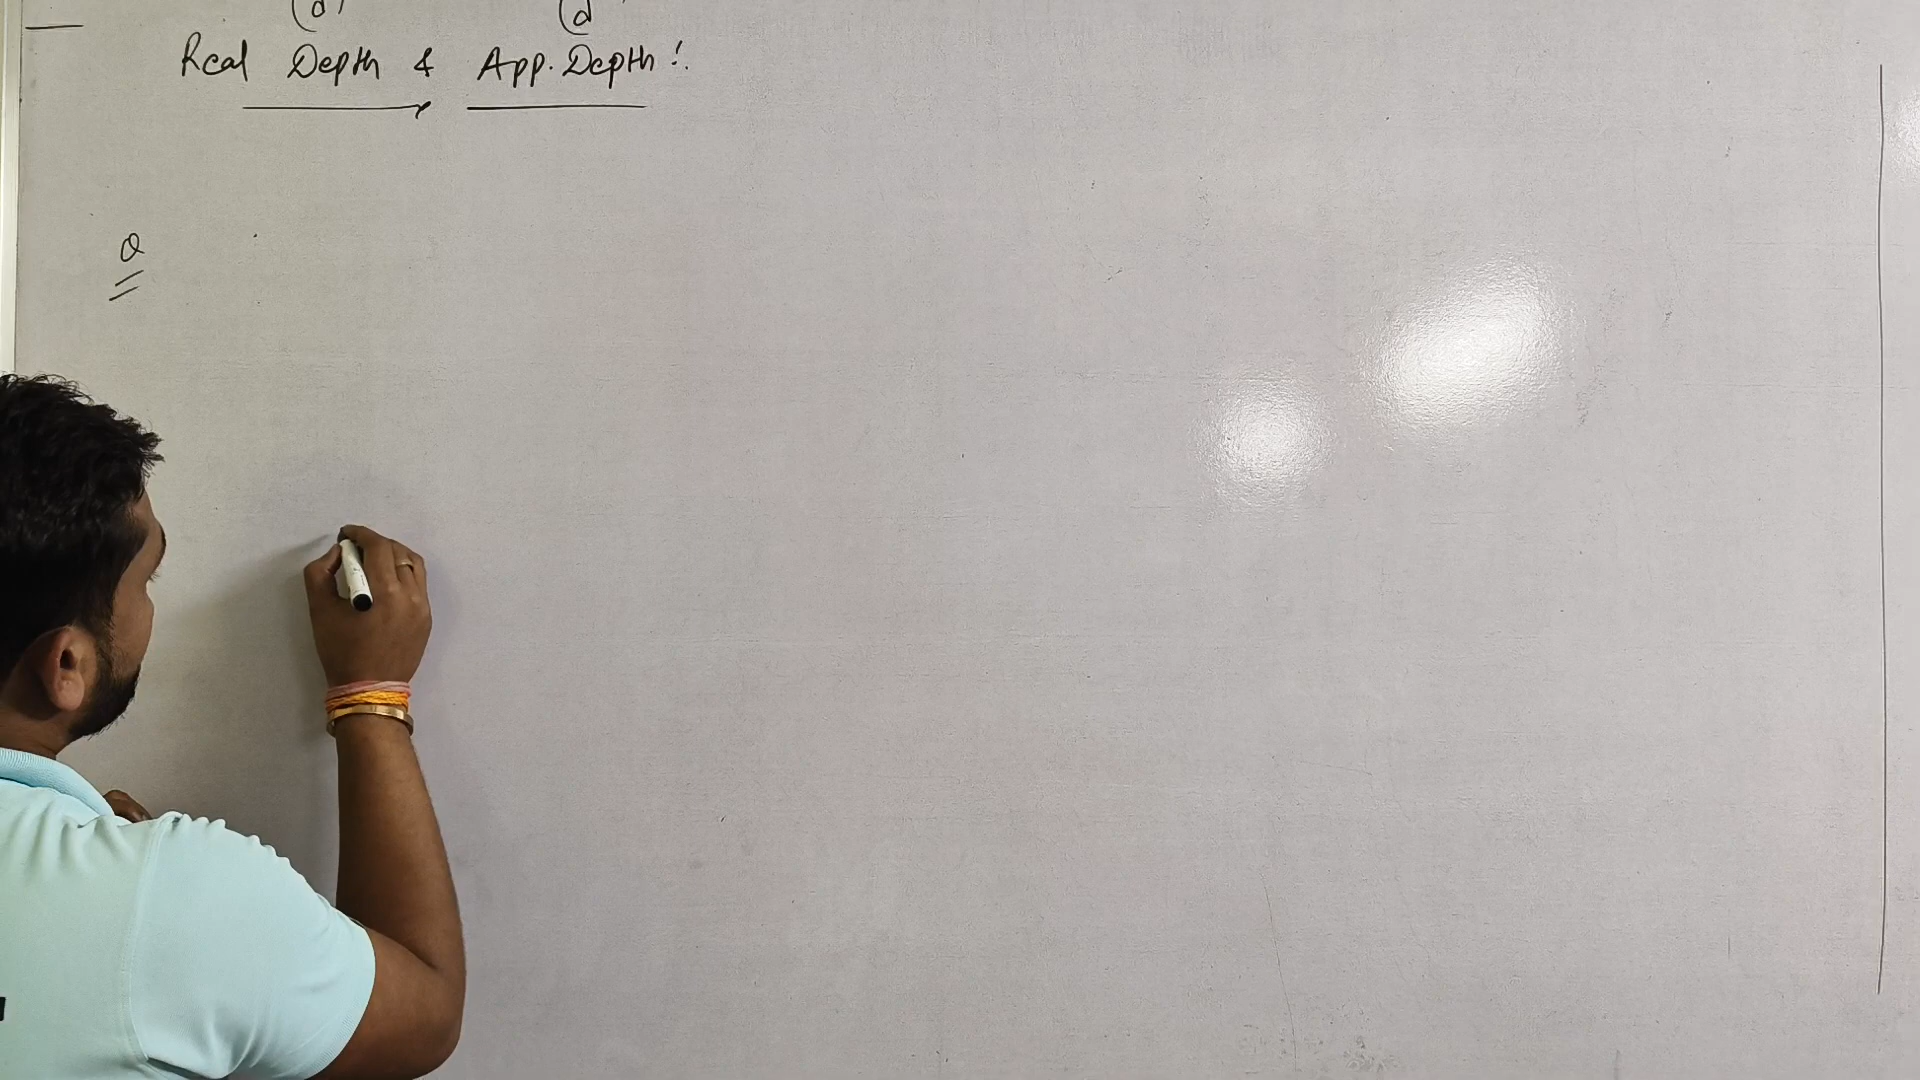 (d) (d
Real Depth & App. Depth :
Q